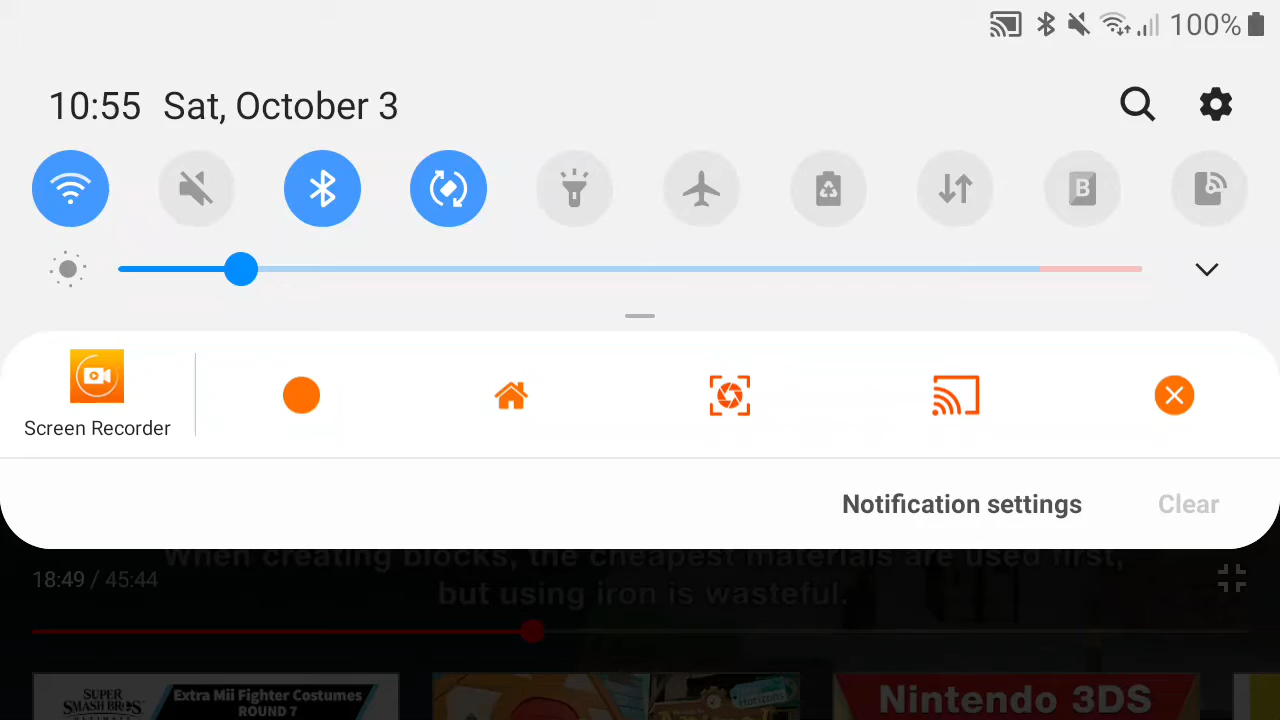 100%
10:55 Sat, October 3
B
Screen Recorder
Notification settings
Clear
When creating blocks, the cheapest materials are used first,
18:49 / 45:44
but using iron is wasteful.
SUPER
SMASH BROS.
ULTIMATE
Extra Mii Fighter Costumes
ROUND 7
Horizons
Nintendo 3DS